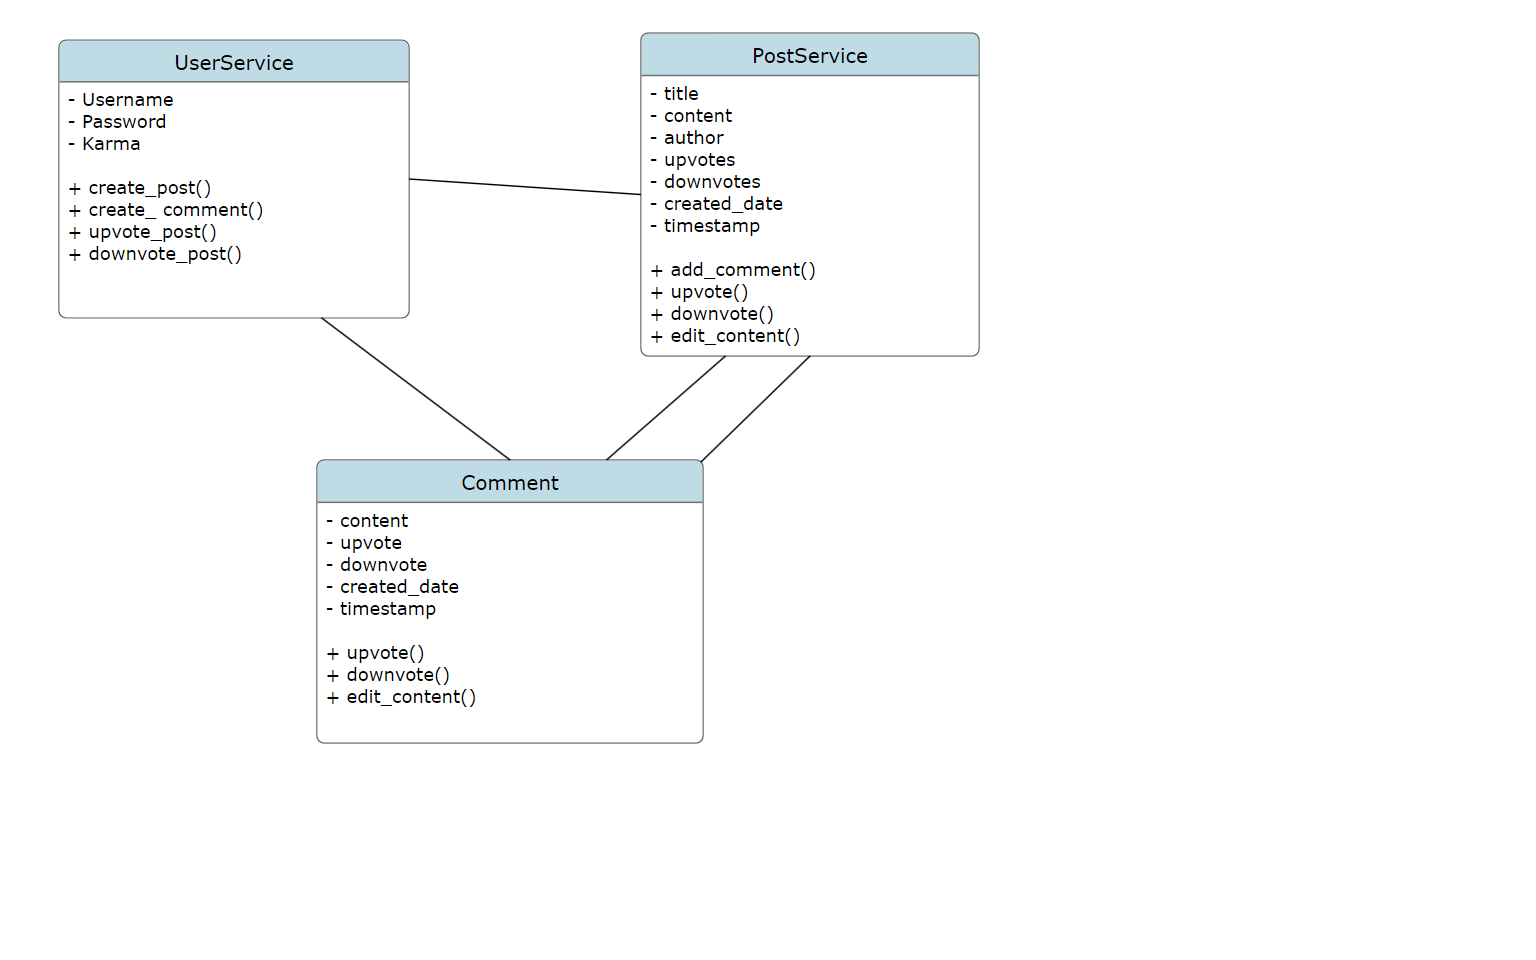 UserService
- Username
- Password
- Karma
+ create_post()
+ create_ comment()
+ upvote_post()
+ downvote_post()
PostService
- title
- content
- author
- upvotes
- downvotes
- created_date
- timestamp
+ add_comment()
+ upvote()
+ downvote()
+ edit_content()
Comment
- content
- upvote
- downvote
- created_date
- timestamp
+ upvote()
+ downvote()
+ edit_content()